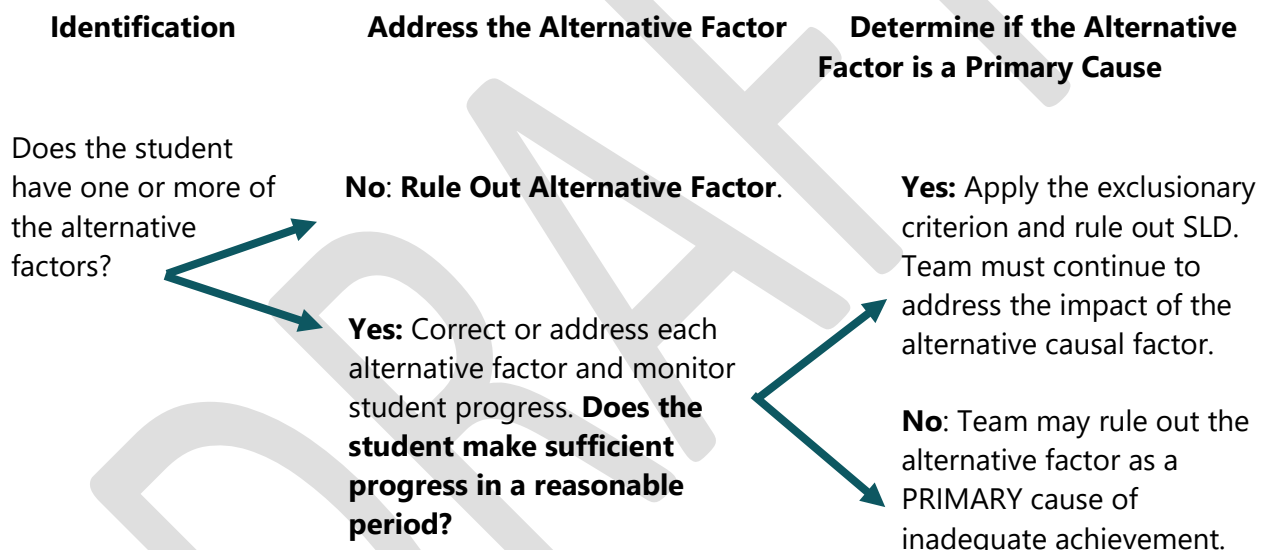 Identification
Address the Alternative Factor
Determine if the Alternative
Factor is a Primary Cause
Does the student
have one or more of
the alternative
factors?
No: Rule Out Alternative Factor.
Yes: Correct or address each
alternative factor and monitor
student progress. Does the
student make sufficient
progress in a reasonable
period?
Yes: Apply the exclusionary
criterion and rule out SLD.
Team must continue to
address the impact of the
alternative causal factor.
No: Team may rule out the
alternative factor as a
PRIMARY cause of
inadequate achievement.
DRAFT